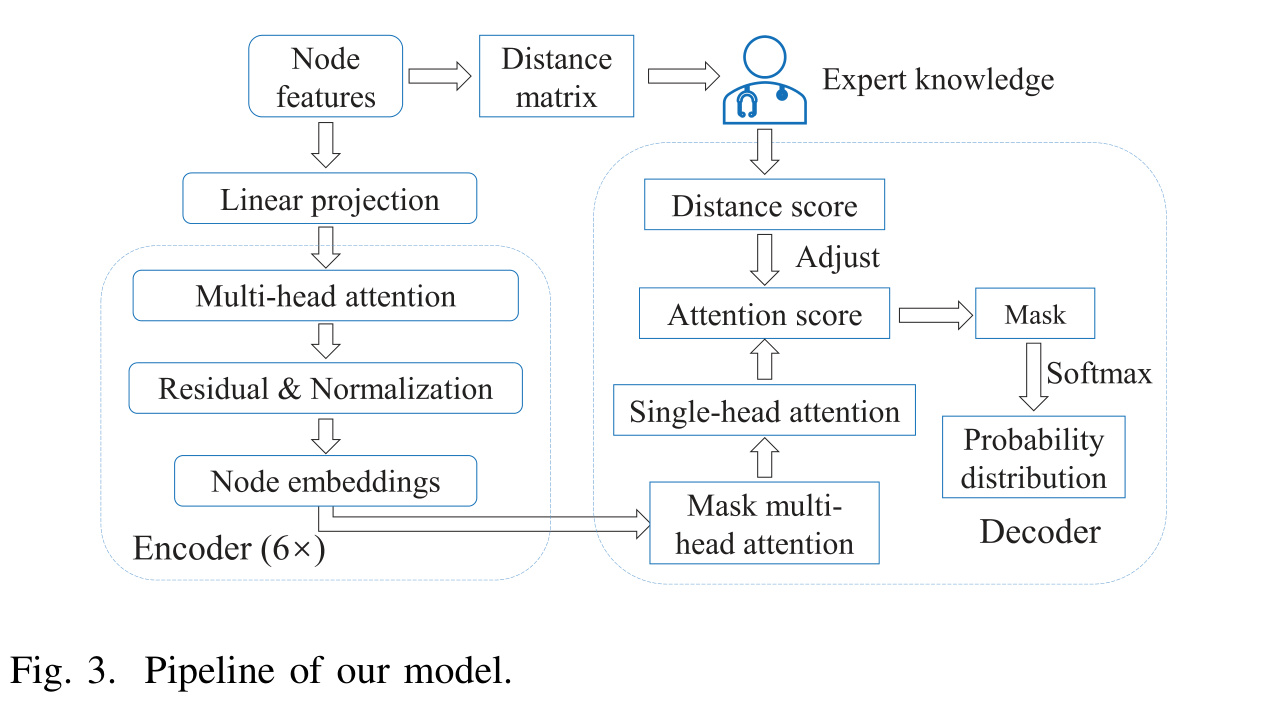 Node
features
Distance
matrix
Expert knowledge
Linear projection
Distance score
Adjust
Multi-head attention
Attention score
Mask
Residual & Normalization
Softmax
Single-head attention
Probability
distribution
Node embeddings
Mask multi-
head attention
Encoder (6×)
Decoder
Fig. 3. Pipeline of our model.